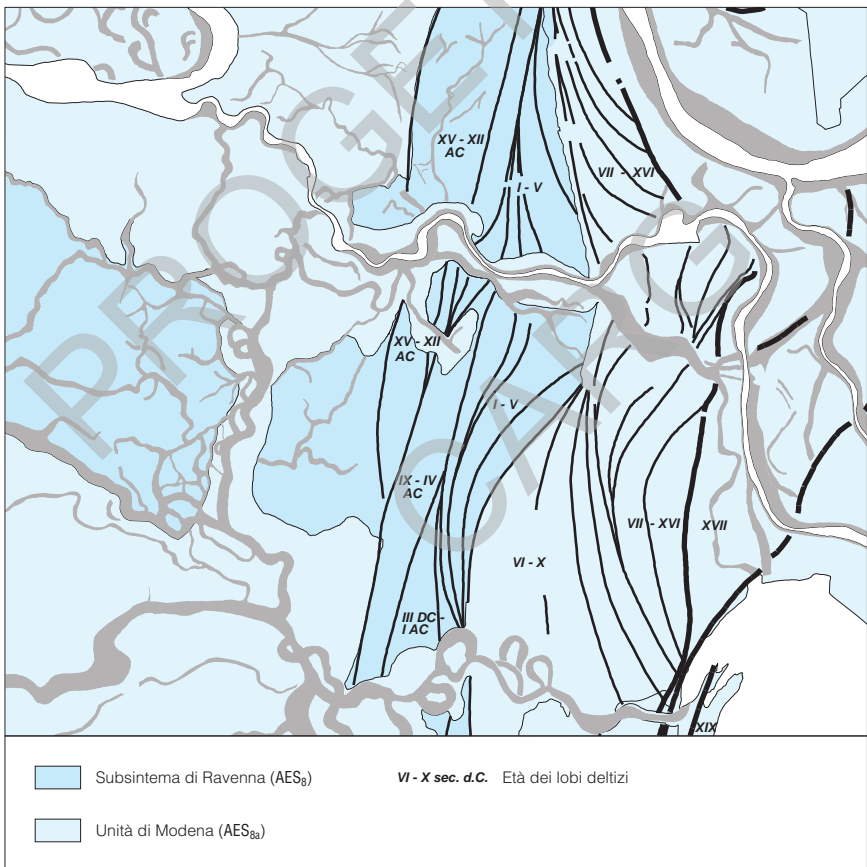 XV - XII
AC
I - V
VII - XVI
XV - XII
AC
I - V
IX - IV
AC
VII - XVI
XVII
VI - X
III DC -
I AC
XIX
PROGETTO CARG
Subsintema di Ravenna (AES8)
VI - X sec. d.C. Età dei lobi deltizi
Unità di Modena (AES8a)